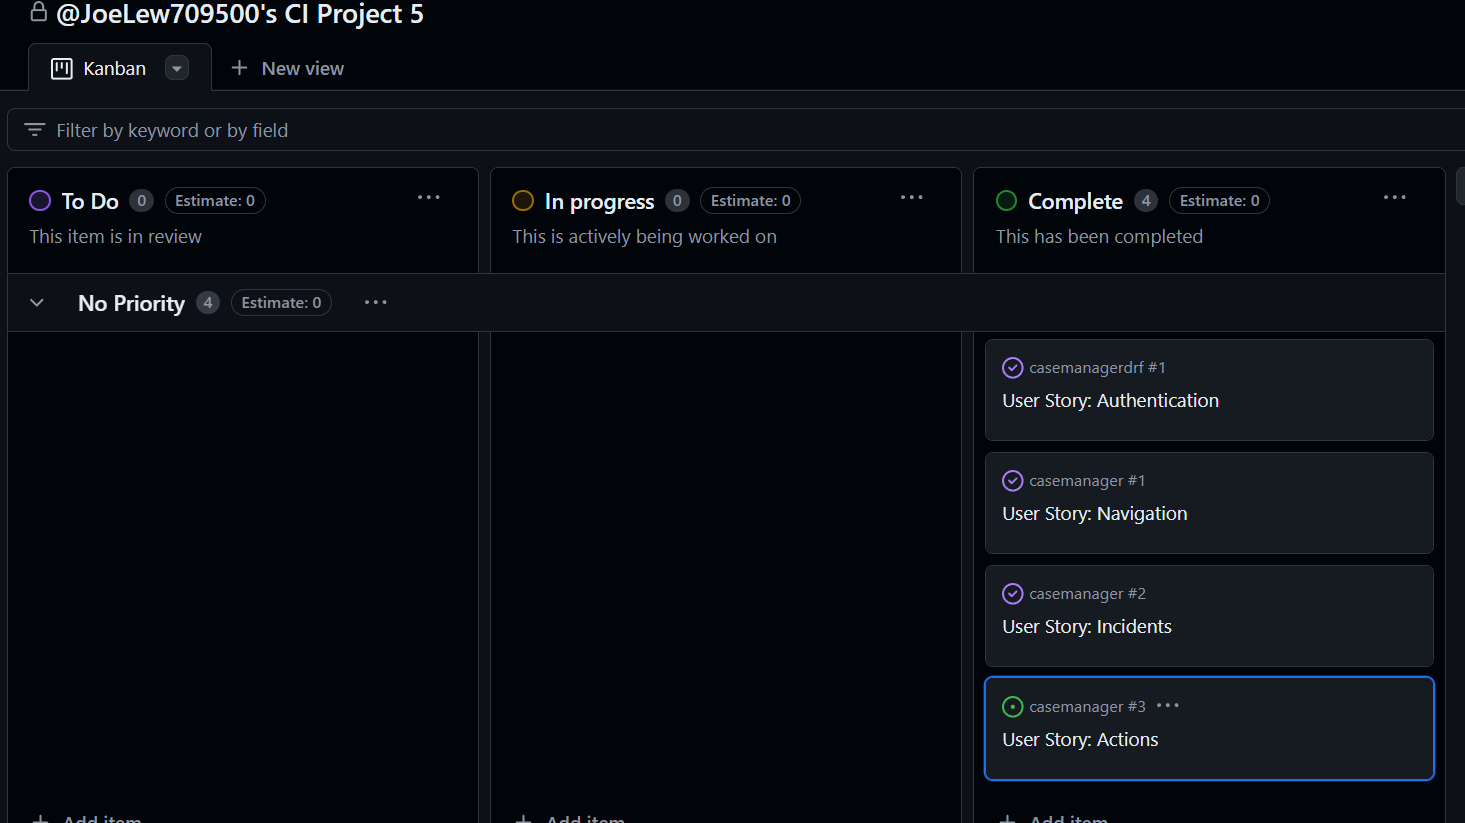 @JoeLew709500's CI Project 5
Kanban
New view
Filter by keyword or by field
To Do 0 Estimate: 0
This item is in review
In progress 0 Estimate: 0
This is actively being worked on
Complete 4 Estimate: 0
This has been completed
No Priority 4 Estimate: 0
casemanagerdrf #1
User Story: Authentication
casemanager #1
User Story: Navigation
casemanager #2
User Story: Incidents
casemanager #3
User Story: Actions
Add item
Add item
Add item